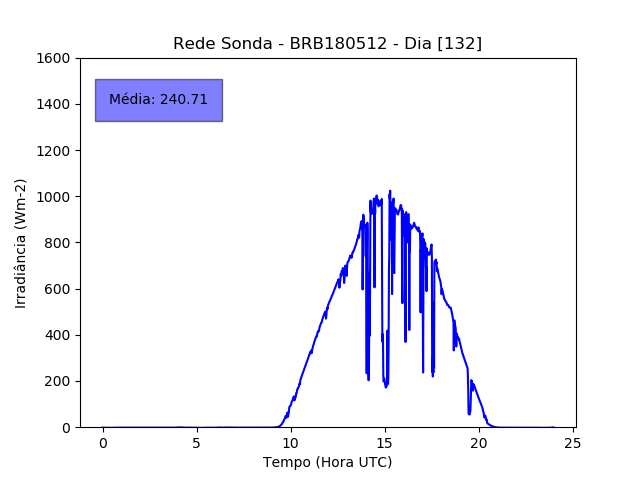 Rede Sonda - BRB180512 - Dia [132]
1600
1400
1200
1000
800
600
400
200
0
Média: 240.71
Irradiância (Wm-2)
0 5 10 15 20 25
Tempo (Hora UTC)